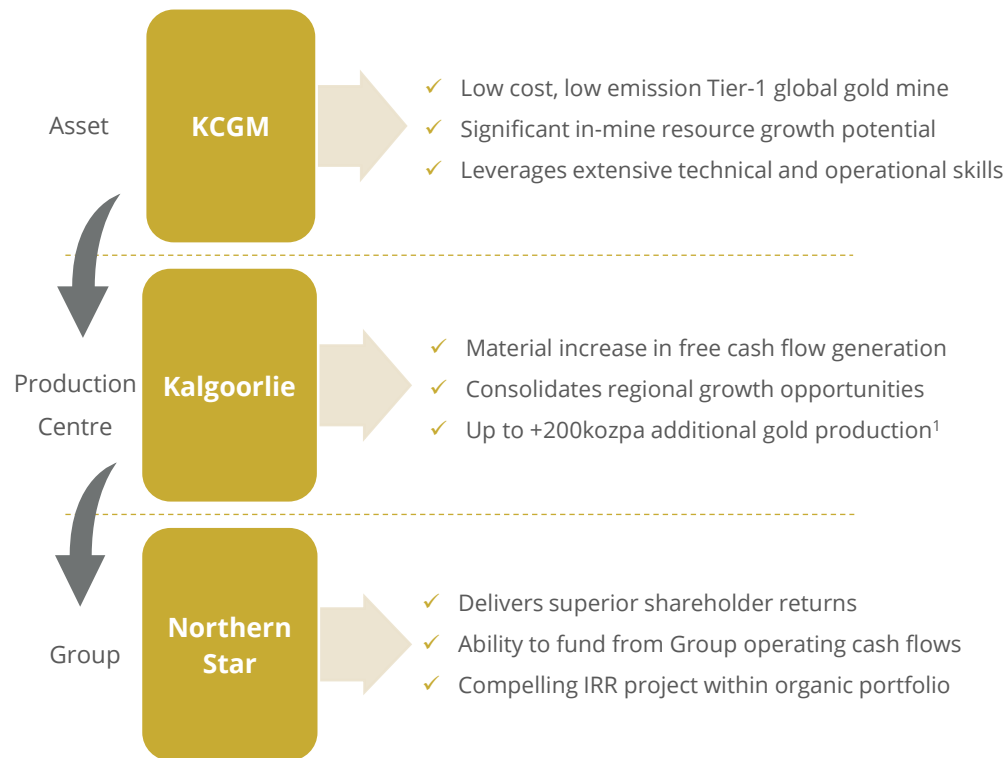 Asset
KCGM
Low cost, low emission Tier-1 global gold mine
Significant in-mine resource growth potential
Leverages extensive technical and operational skills
Production
Centre
Kalgoorlie
Material increase in free cash flow generation
Consolidates regional growth opportunities
Up to +200kozpa additional gold production¹
Group
Northern
Star
Delivers superior shareholder returns
Ability to fund from Group operating cash flows
Compelling IRR project within organic portfolio